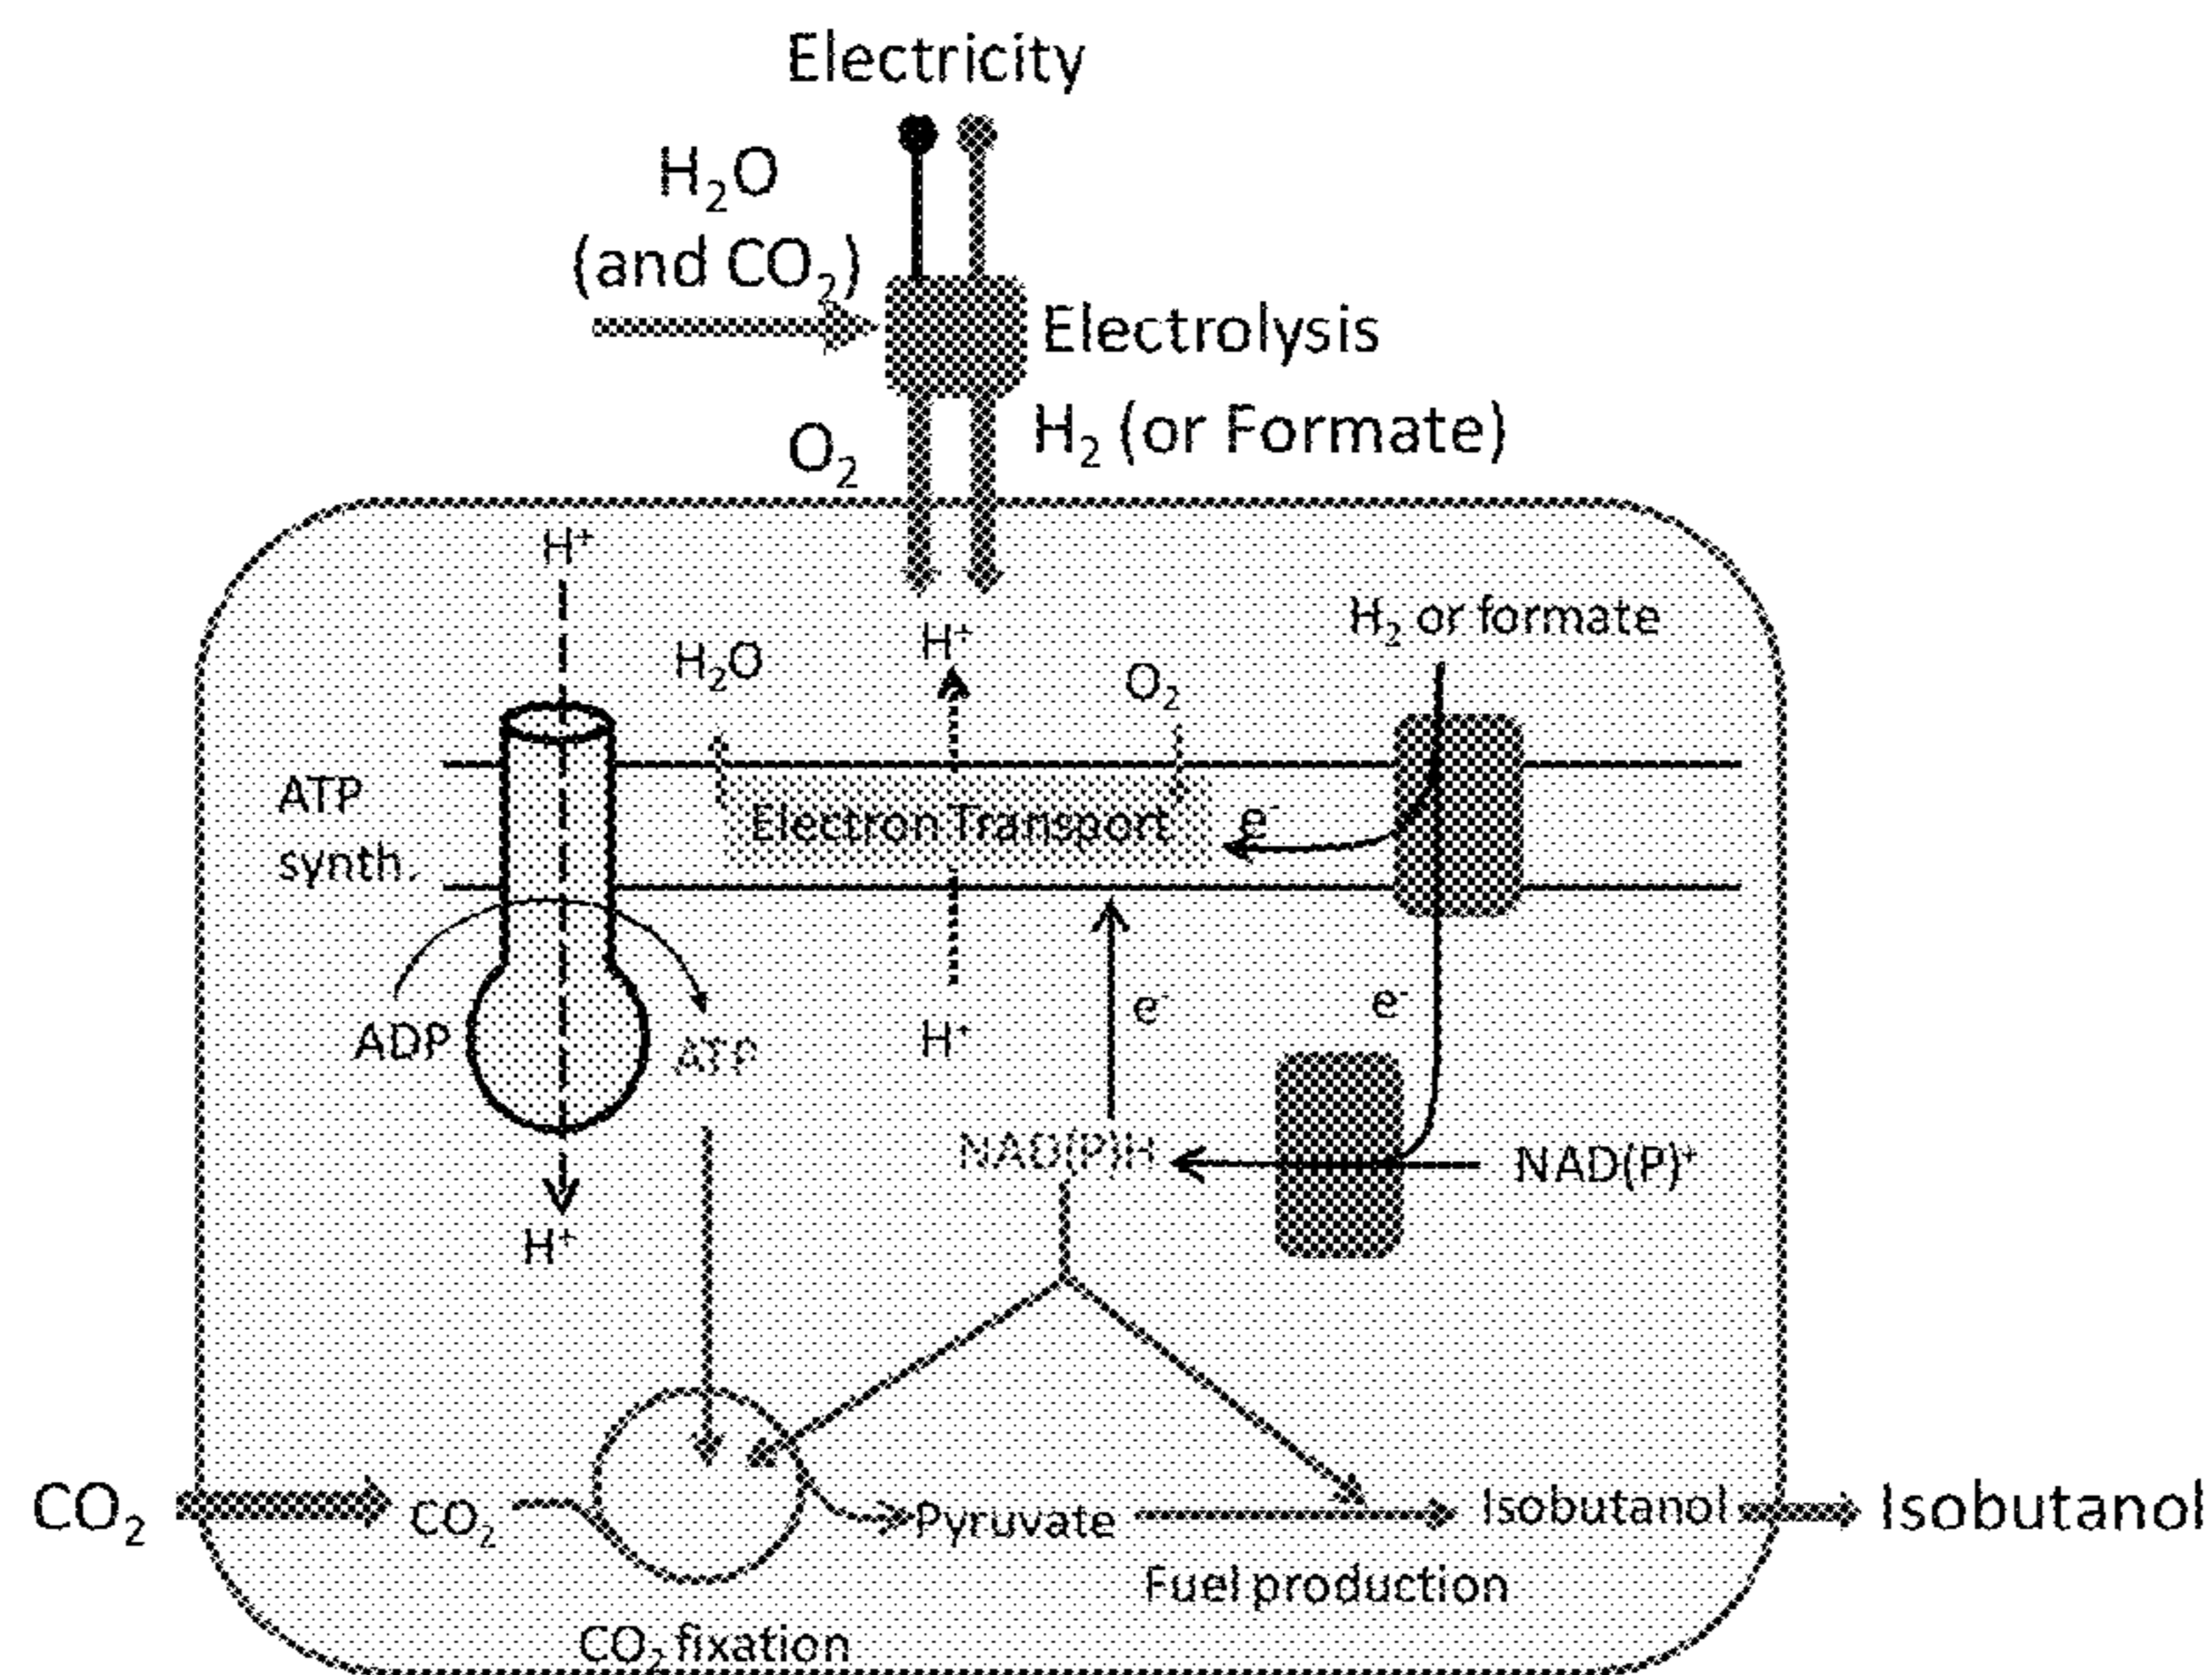 Electricity
H₂O
(and CO₂)
Electrolysis
H₂ (or Formate)
O₂
H⁺
H₂ or formate
H⁺
H₂O
O₂
ATP
synth.
Electron Transport
e⁻
e⁻
e⁻
ADP
ATP
H⁺
NAD(P)H
NAD(P)⁺
H⁺
CO₂
CO₂
Pyruvate
Isobutanol
Isobutanol
Fuel production
CO₂ fixation